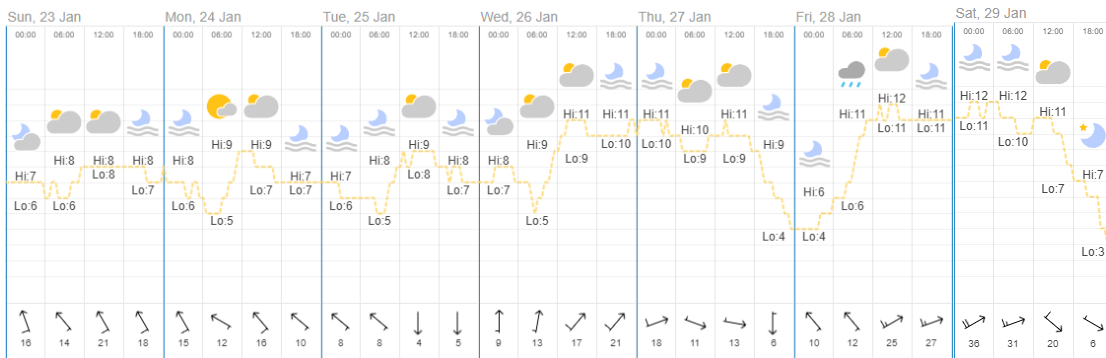 Sun, 23 Jan Mon, 24 Jan Tue, 25 Jan Wed, 26 Jan Thu, 27 Jan Fri, 28 Jan Sat, 29 Jan
00:00 06:00 12:00 18:00 00:00 06:00 12:00 18:00 00:00 06:00 12:00 18:00 00:00 06:00 12:00 18:00 00:00 06:00 12:00 18:00 00:00 06:00 12:00 18:00 00:00 06:00 12:00 18:00
Hi:7 Hi:8 Hi:8 Hi:8 Hi:8 Hi:9 Hi:9 Hi:7 Hi:7 Hi:8 Hi:9 Hi:8 Hi:8 Hi:9 Hi:11 Hi:11 Hi:11 Hi:10 Hi:11 Hi:9 Hi:6 Hi:11 Hi:12 Hi:11 Hi:12 Hi:12 Hi:11 Hi:7
Lo:6 Lo:6 Lo:8 Lo:7 Lo:6 Lo:5 Lo:7 Lo:7 Lo:6 Lo:5 Lo:8 Lo:7 Lo:7 Lo:5 Lo:9 Lo:10 Lo:10 Lo:9 Lo:9 Lo:4 Lo:4 Lo:6 Lo:11 Lo:11 Lo:11 Lo:10 Lo:7 Lo:3
16 14 21 18 15 12 16 10 8 8 4 5 9 13 17 21 18 11 13 6 10 12 25 27 36 31 20 6